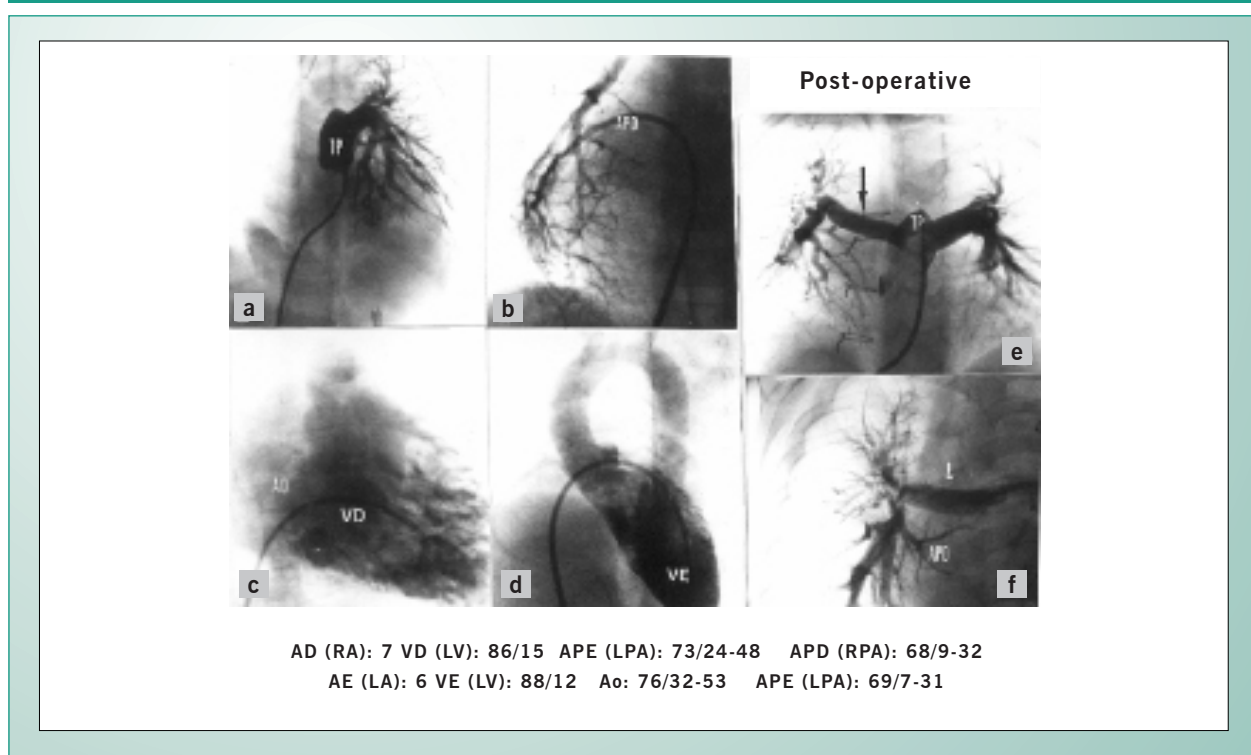 Post-operative
TP
a
APD
b
TP
e
AD
VD
c
VE
d
L
APD
f
AD (RA): 7 VD (LV): 86/15 APE (LPA): 73/24-48 APD (RPA): 68/9-32
AE (LA): 6 VE (LV): 88/12 Ao: 76/32-53 APE (LPA): 69/7-31